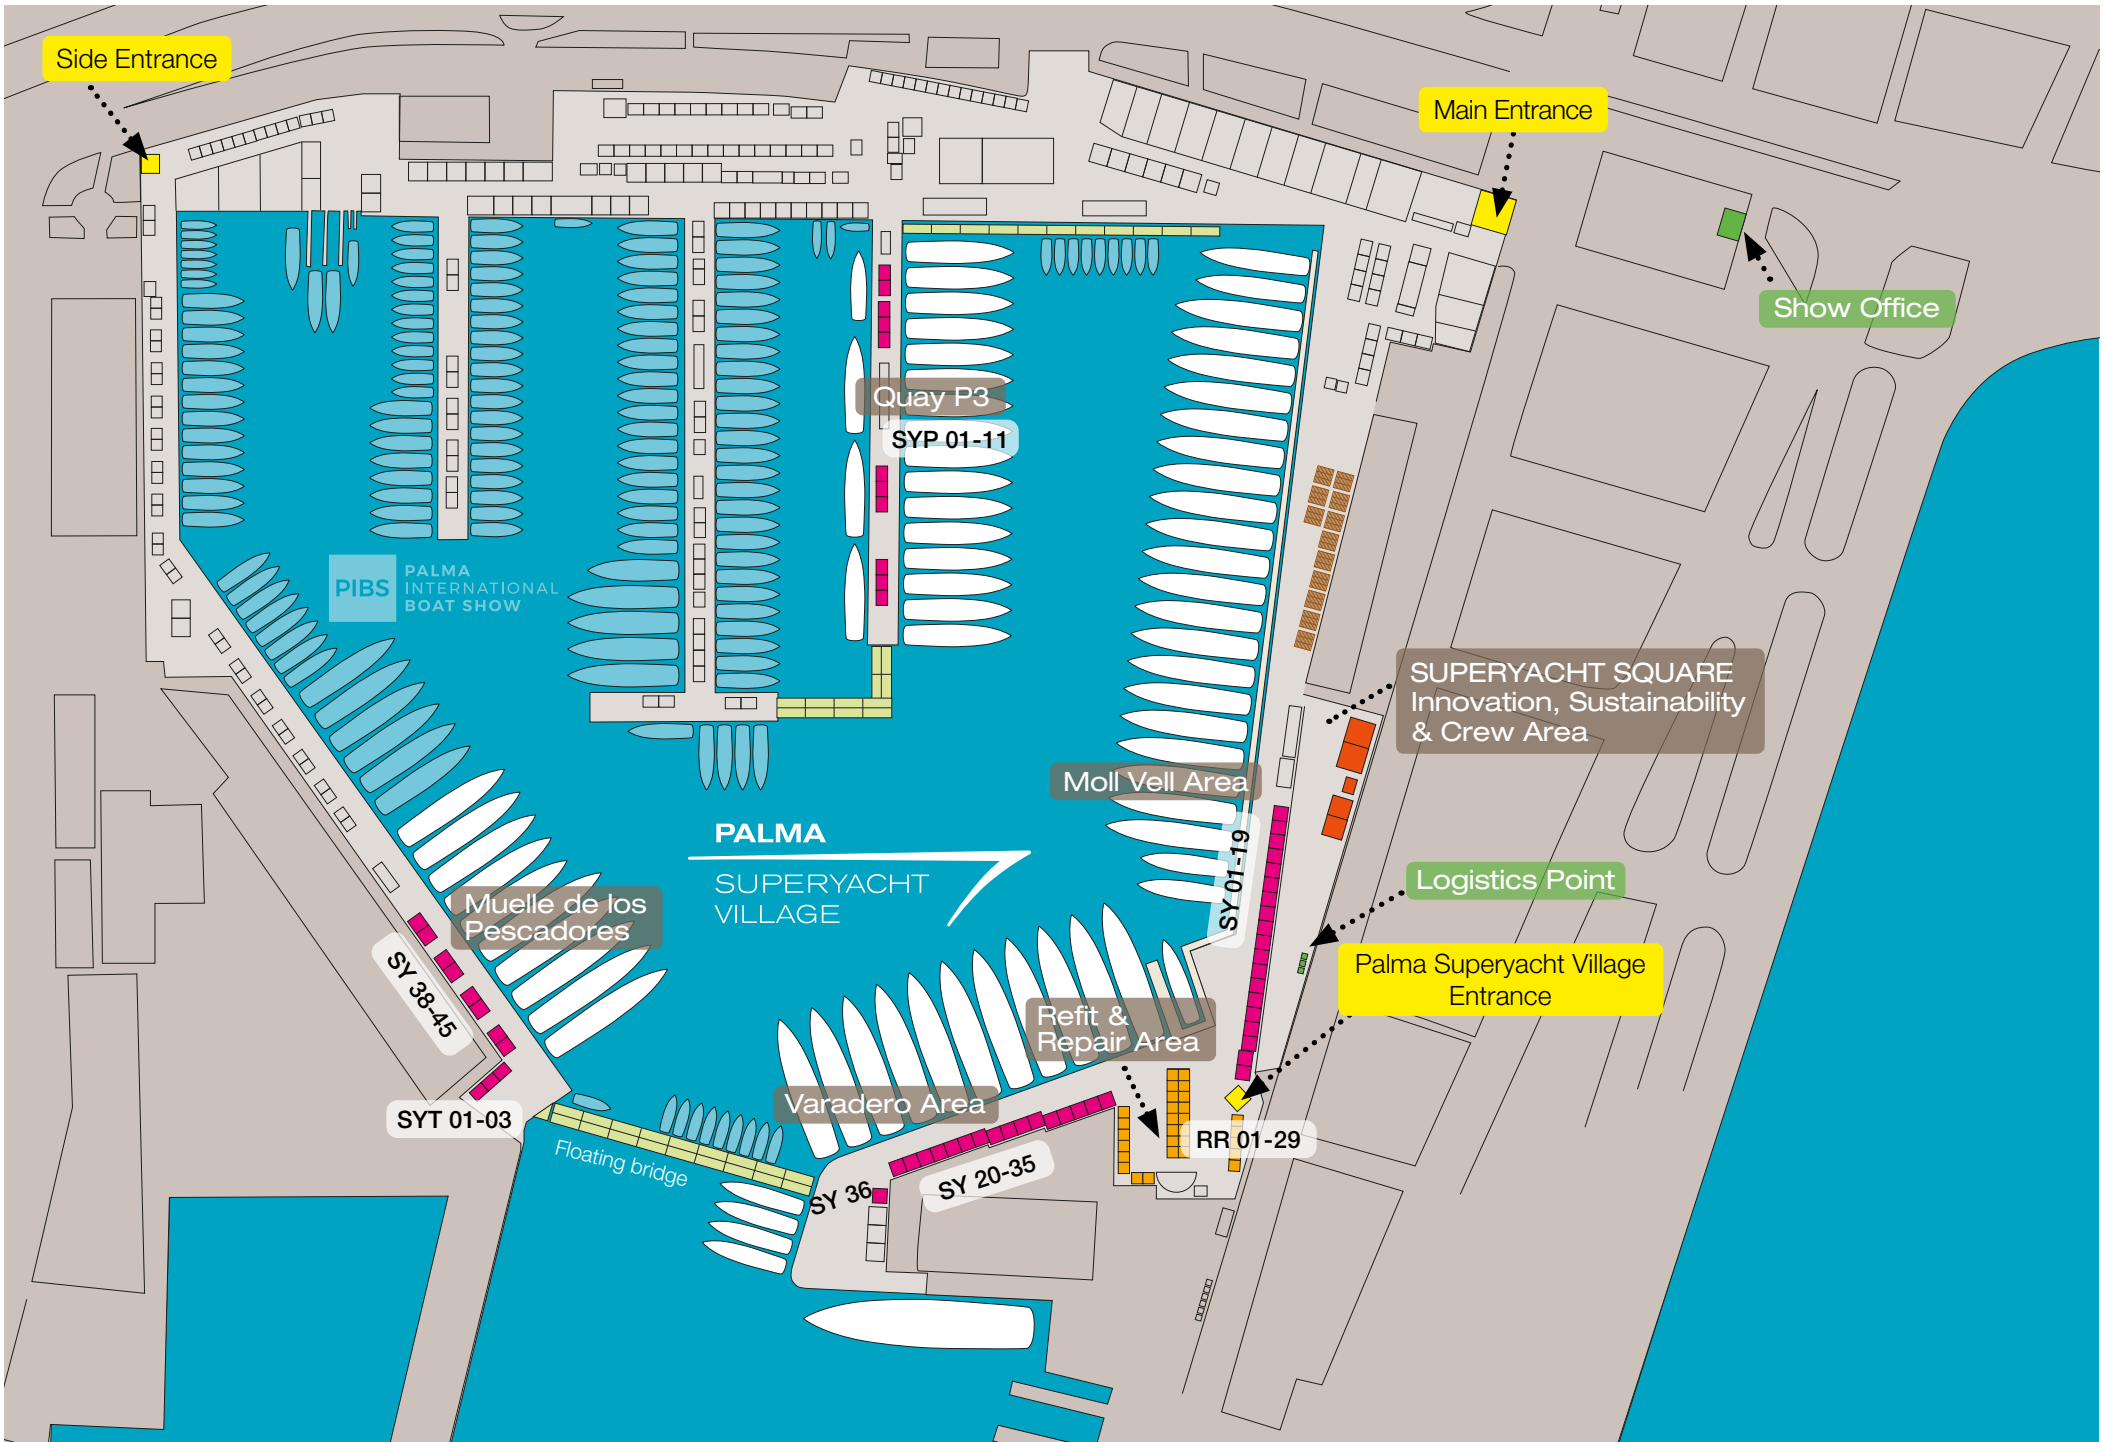 Side Entrance
Main Entrance
Show Office
Quay P3
SYP 01-11
PIBS
PALMA
INTERNATIONAL
BOAT SHOW
SUPERYACHT SQUARE
Innovation, Sustainability
& Crew Area
Moll Vell Area
PALMA
SUPERYACHT
VILLAGE
SY 01-19
Logistics Point
Muelle de los
Pescadores
SY 38-45
Palma Superyacht Village
Entrance
Refit &
Repair Area
Varadero Area
SYT 01-03
RR 01-29
Floating bridge
SY 20-35
SY 36